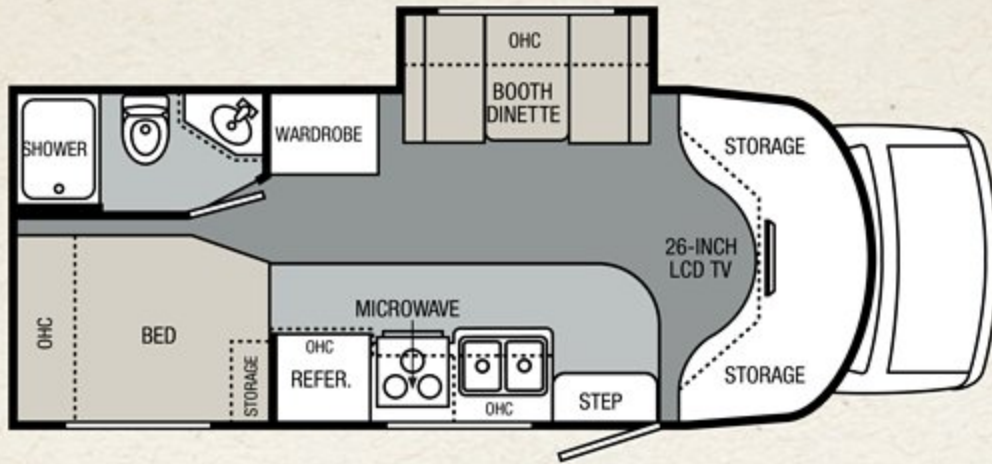 OHC
BOOTH
DINETTE
SHOWER
WARDROBE
STORAGE
26-INCH
LCD TV
MICROWAVE
OHC
BED
STORAGE
OHC
REFER.
OHC
STEP
STORAGE